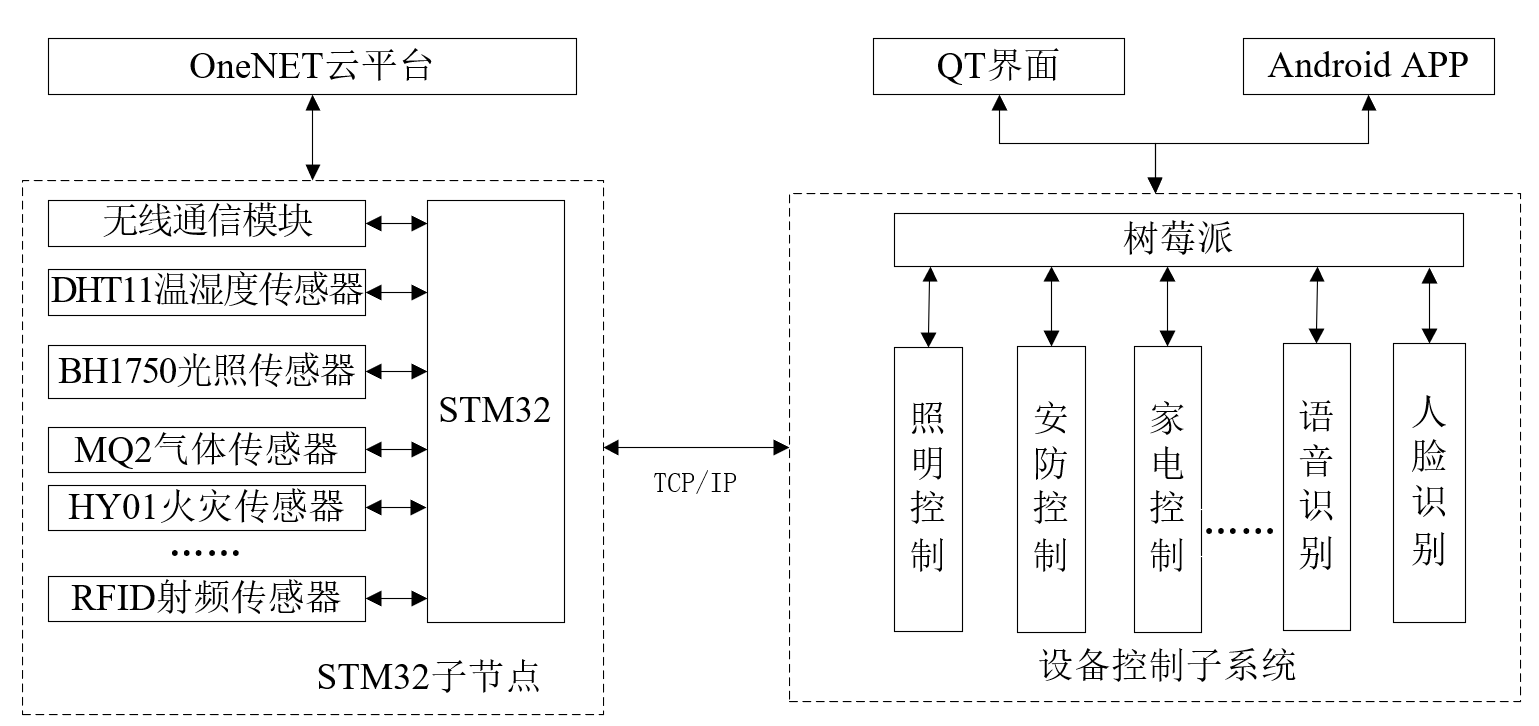 OneNET云平台
QT界面
Android APP
无线通信模块
DHT11温湿度传感器
BH1750光照传感器
MQ2气体传感器
HY01火灾传感器
……
RFID射频传感器
STM32
STM32子节点
TCP/IP
树莓派
照明控制
安防控制
家电控制
……
语音识别
人脸识别
设备控制子系统